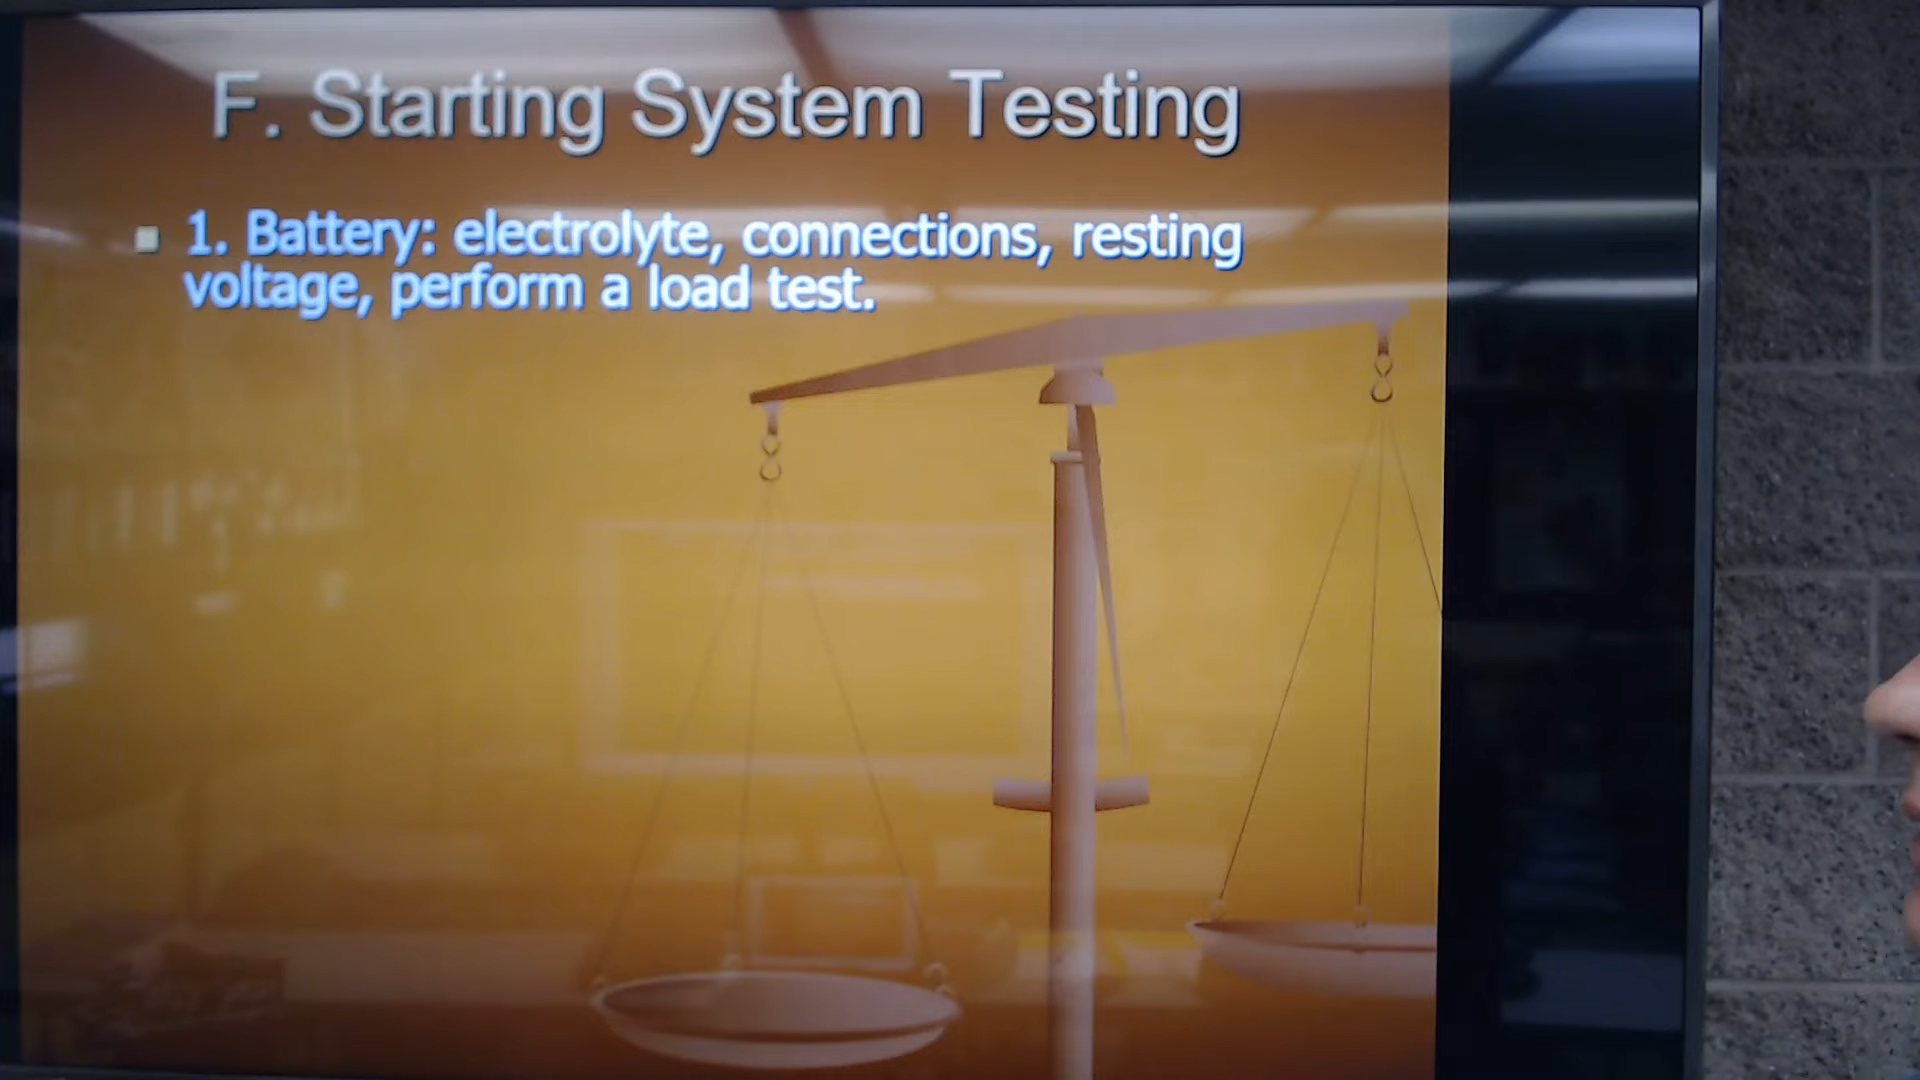 F. Starting System Testing
1. Battery: electrolyte, connections, resting
voltage, perform a load test.